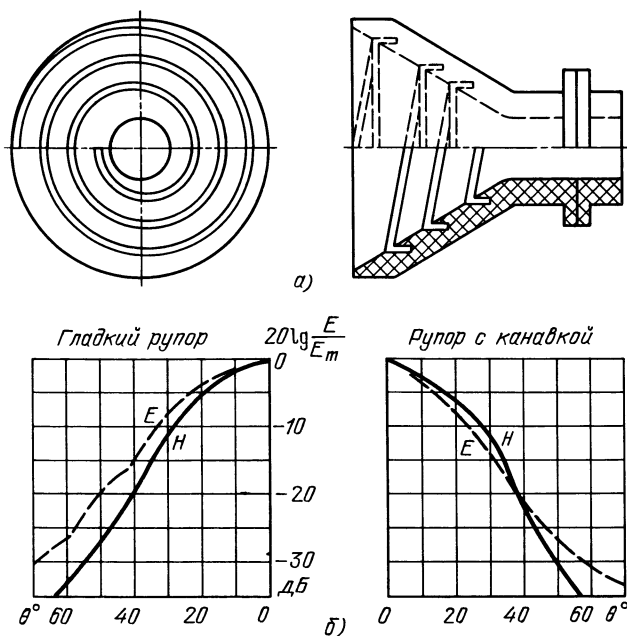 а)
Гладкий рупор
20lg E/Em
Рупор с канавкой
0
-10
-20
-30
дБ
E
H
E
H
θ° 60 40 20 0
0 20 40 60 θ°
б)